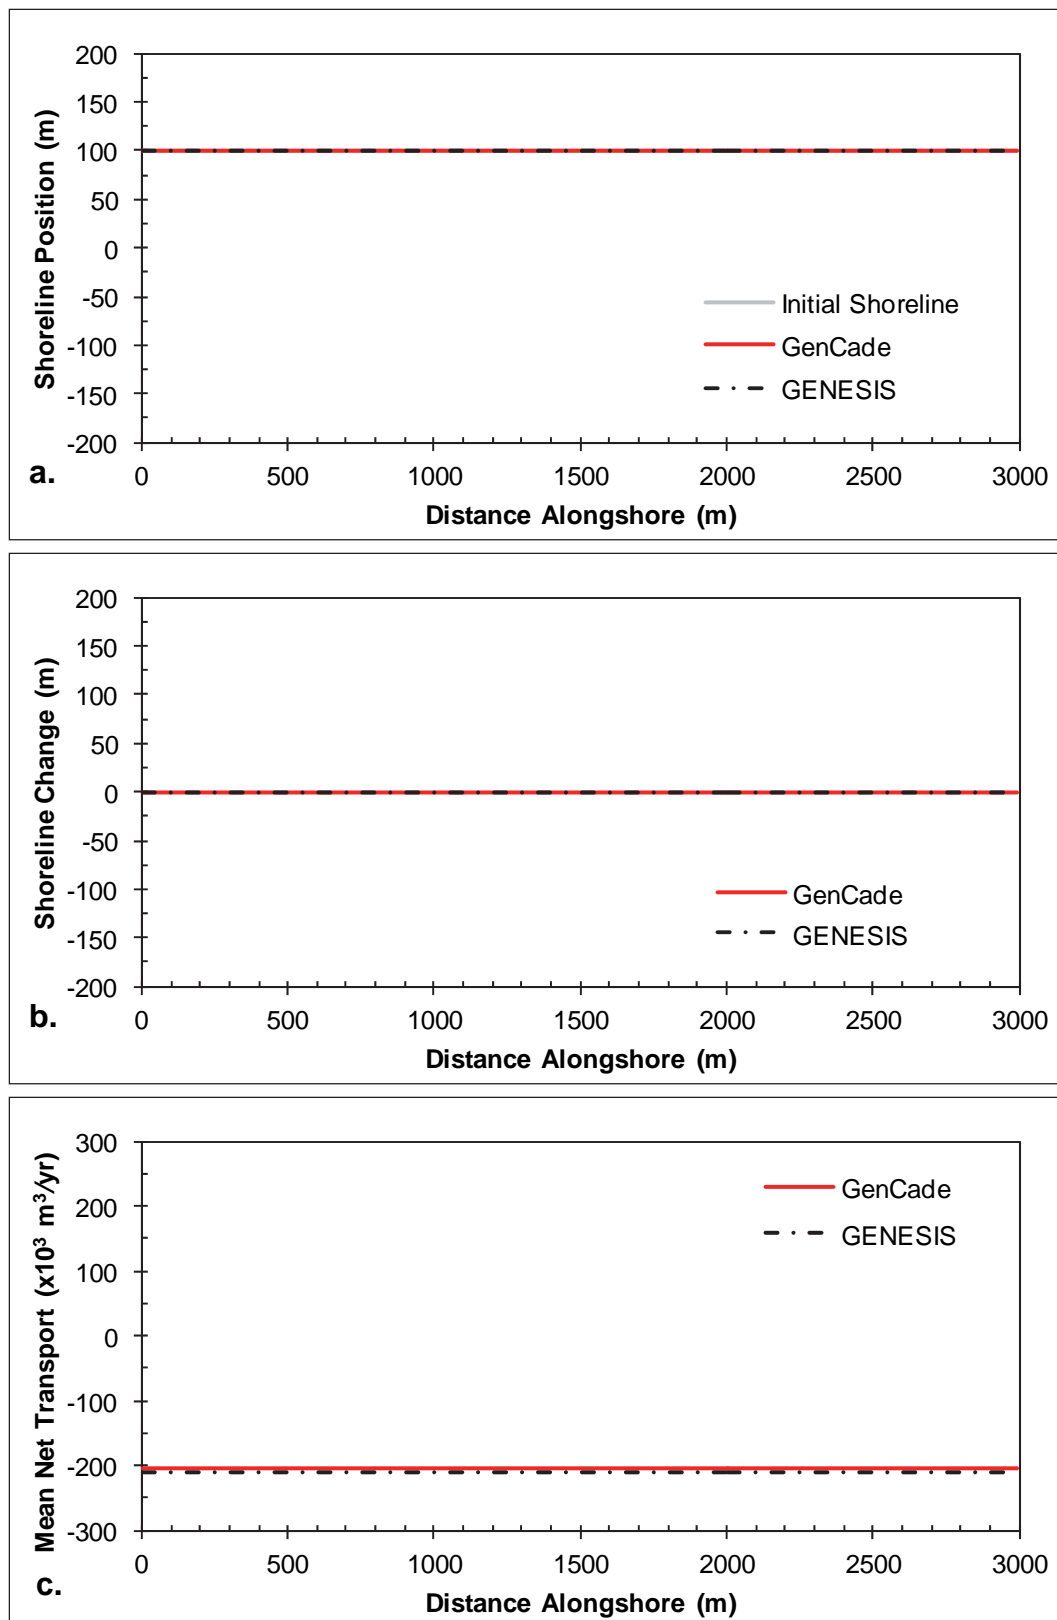 200
150
100
50
0
-50
-100
-150
-200
Shoreline Position (m)
Initial Shoreline
GenCade
GENESIS
0 500 1000 1500 2000 2500 3000
Distance Alongshore (m)
a.
200
150
100
50
0
-50
-100
-150
-200
Shoreline Change (m)
GenCade
GENESIS
0 500 1000 1500 2000 2500 3000
Distance Alongshore (m)
b.
300
200
100
0
-100
-200
-300
Mean Net Transport (x10³ m³/yr)
GenCade
GENESIS
0 500 1000 1500 2000 2500 3000
Distance Alongshore (m)
c.